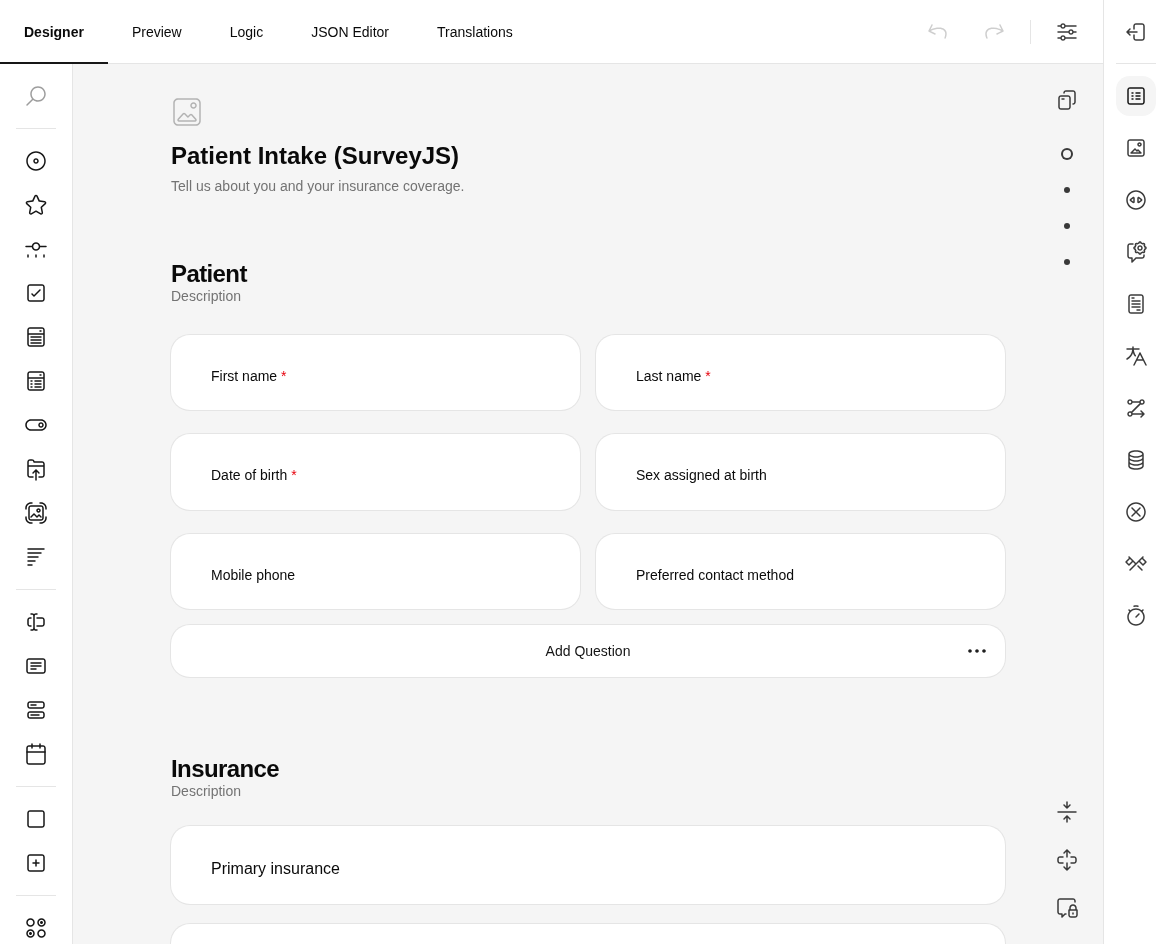 Designer
Preview
Logic
JSON Editor
Translations
Patient Intake (SurveyJS)
Tell us about you and your insurance coverage.
Patient
Description
First name *
Last name *
Date of birth *
Sex assigned at birth
Mobile phone
Preferred contact method
Add Question
Insurance
Description
Primary insurance